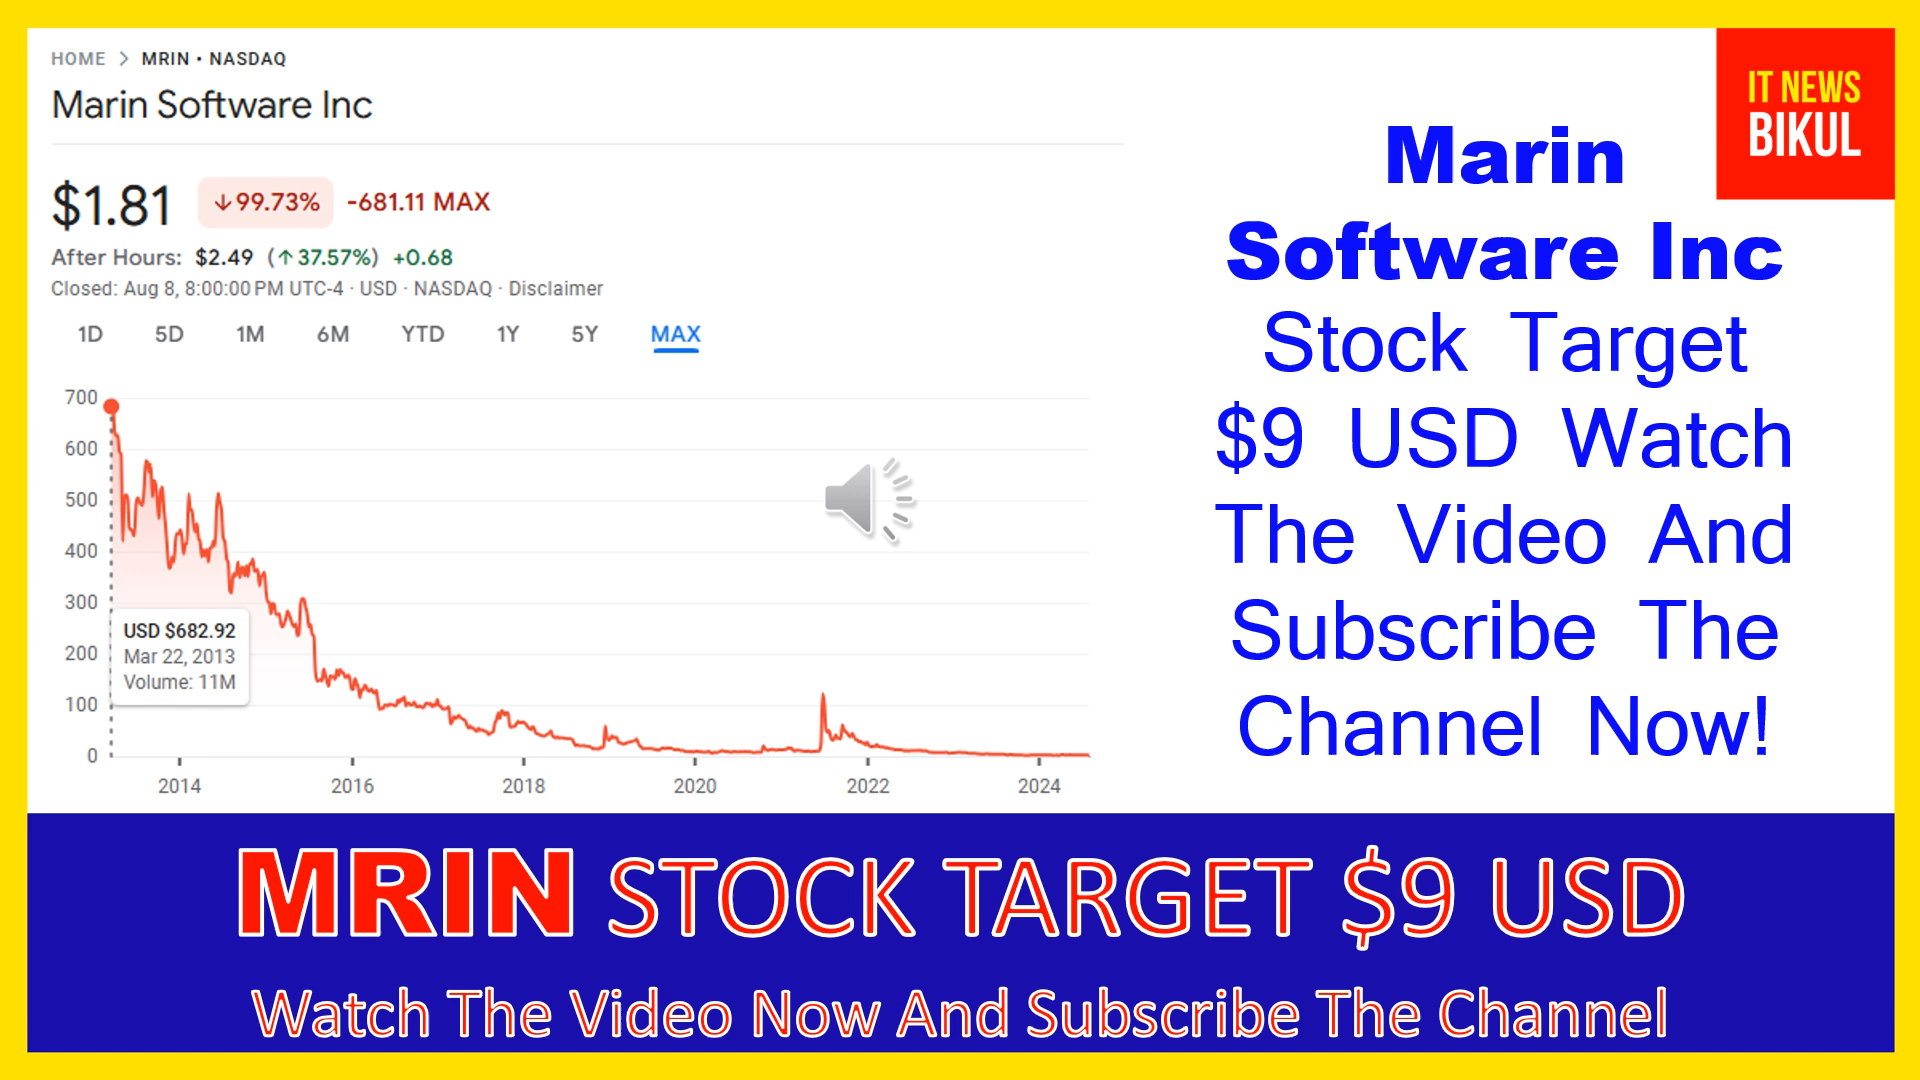 HOME > MRIN • NASDAQ
Marin Software Inc
$1.81 ↓99.73% -681.11 MAX
After Hours: $2.49 (↑37.57%) +0.68
Closed: Aug 8, 8:00:00 PM UTC-4 · USD · NASDAQ · Disclaimer
1D 5D 1M 6M YTD 1Y 5Y MAX
700
600
500
400
300
200
100
0
USD $682.92
Mar 22, 2013
Volume: 11M
2014 2016 2018 2020 2022 2024
IT NEWS
BIKUL
Marin
Software Inc
Stock Target
$9 USD Watch
The Video And
Subscribe The
Channel Now!
MRIN STOCK TARGET $9 USD
Watch The Video Now And Subscribe The Channel